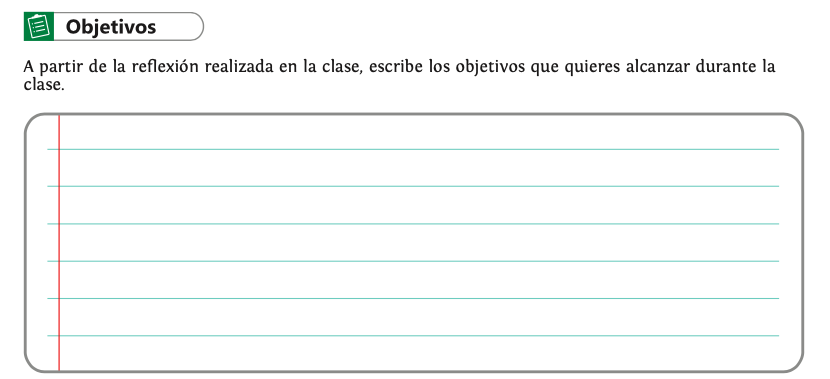 Objetivos
A partir de la reflexión realizada en la clase, escribe los objetivos que quieres alcanzar durante la
clase.